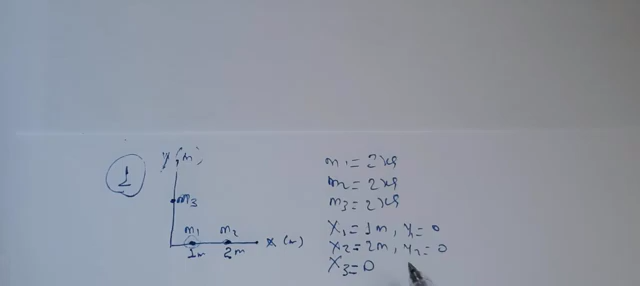 1
y(m)
m3
m1 m2
x(m)
1m 2m
m1 = 2kg
m2 = 2kg
m3 = 2kg
x1 = 1m, y1 = 0
x2 = 2m, y2 = 0
x3 = 0